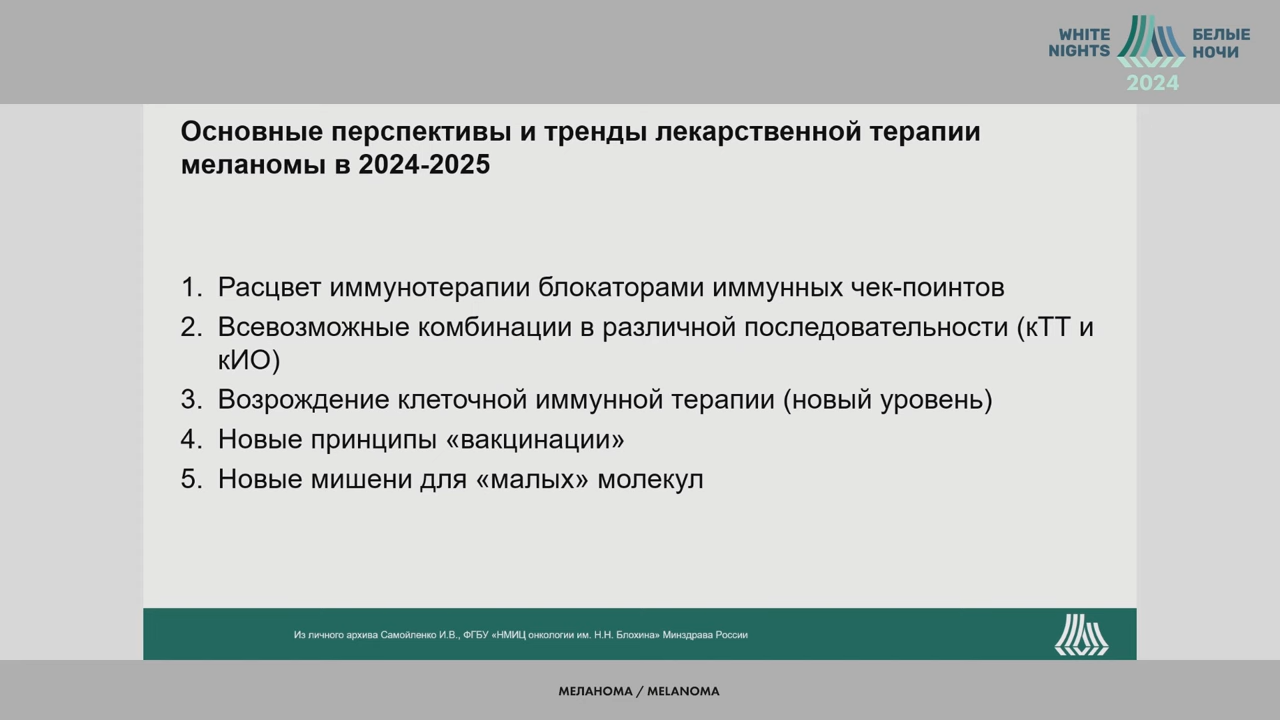 WHITE NIGHTS
БЕЛЫЕ НОЧИ
2024
Основные перспективы и тренды лекарственной терапии
меланомы в 2024-2025
1. Расцвет иммунотерапии блокаторами иммунных чек-поинтов
2. Всевозможные комбинации в различной последовательности (кТТ и
кИО)
3. Возрождение клеточной иммунной терапии (новый уровень)
4. Новые принципы «вакцинации»
5. Новые мишени для «малых» молекул
Из личного архива Самойленко И.В., ФГБУ «НМИЦ онкологии им. Н.Н. Блохина» Минздрава России
МЕЛАНОМА / MELANOMA